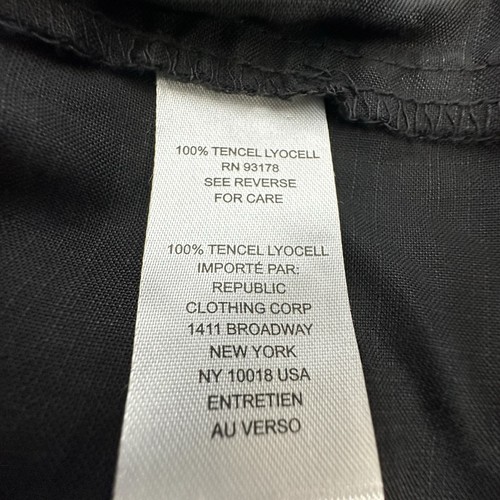 100% TENCEL LYOCELL
RN 93178
SEE REVERSE
FOR CARE
100% TENCEL LYOCELL
IMPORTÉ PAR:
REPUBLIC
CLOTHING CORP
1411 BROADWAY
NEW YORK
NY 10018 USA
ENTRETIEN
AU VERSO